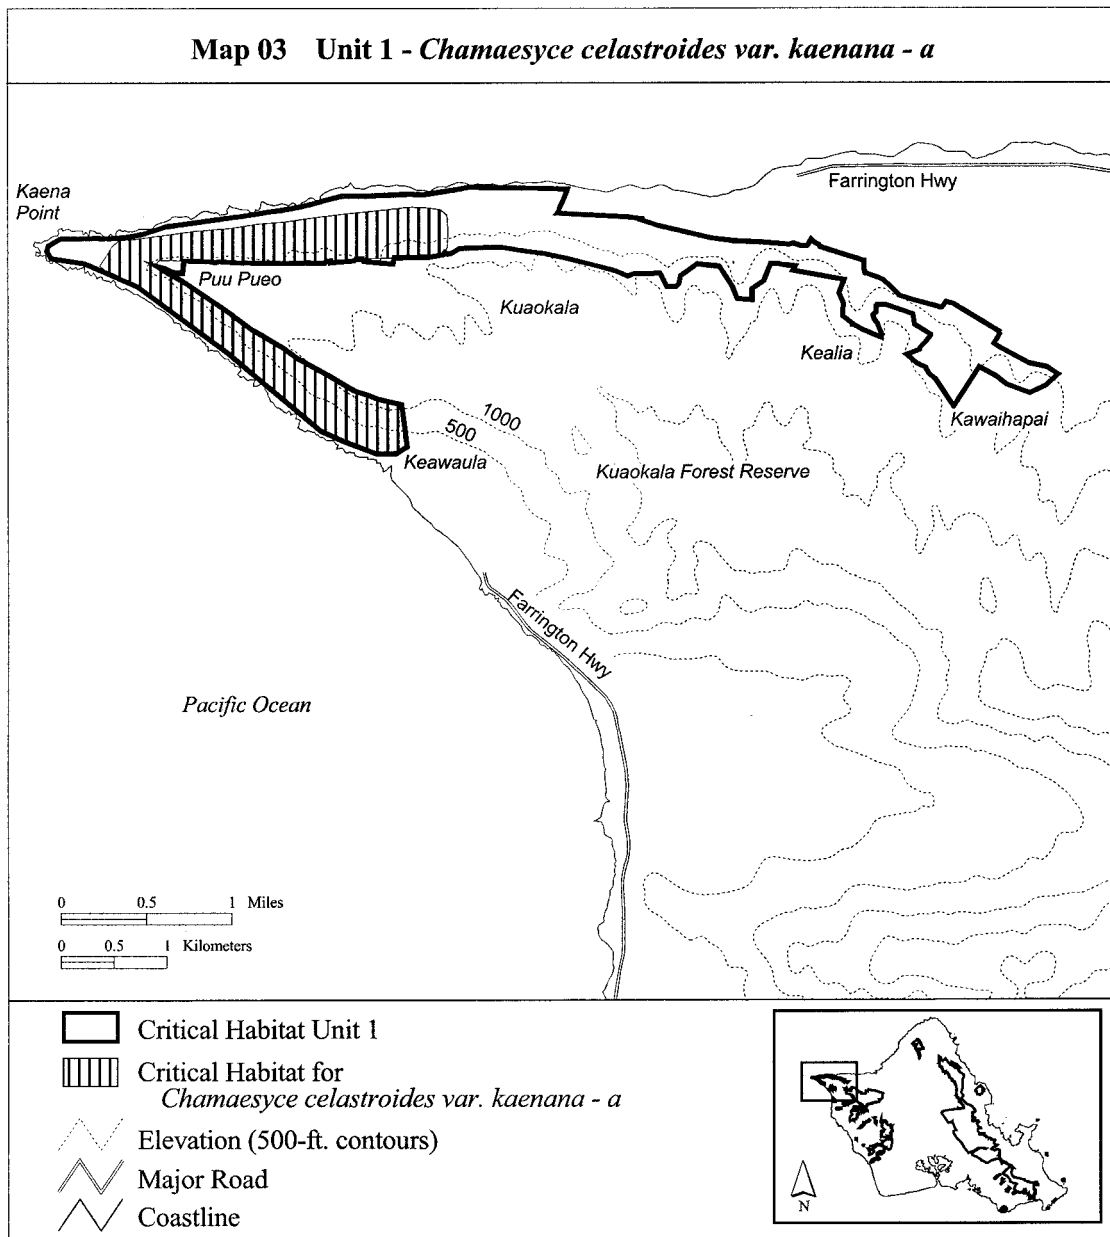 Map 03 Unit 1 - Chamaesyce celastroides var. kaenana - a
Farrington Hwy
Kaena
Point
Puu Pueo
Kuaokala
Kealia
Kawaihapai
1000
500
Keawaula
Kuaokala Forest Reserve
Farrington Hwy
Pacific Ocean
0 0.5 1 Miles
0 0.5 1 Kilometers
Critical Habitat Unit 1
Critical Habitat for
Chamaesyce celastroides var. kaenana - a
Elevation (500-ft. contours)
Major Road
Coastline
N